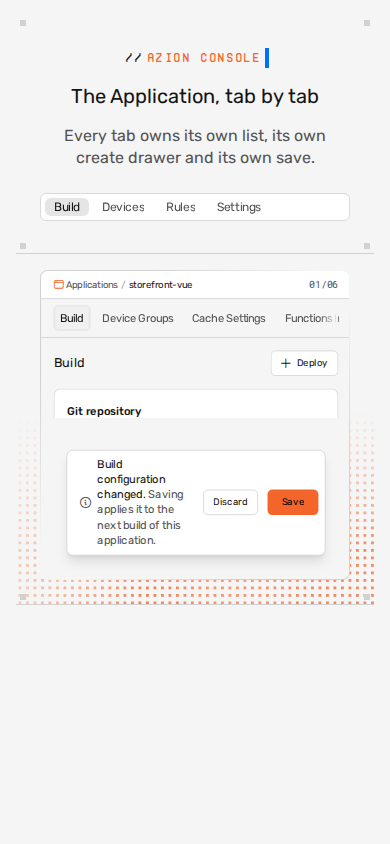 AZION CONSOLE
The Application, tab by tab
Every tab owns its own list, its own
create drawer and its own save.
Build Devices Rules Settings
Applications / storefront-vue 01/06
Build Device Groups Cache Settings Functions
Build Deploy
Git repository
Build
configuration
changed. Saving
applies it to the
next build of this
application.
Discard Save